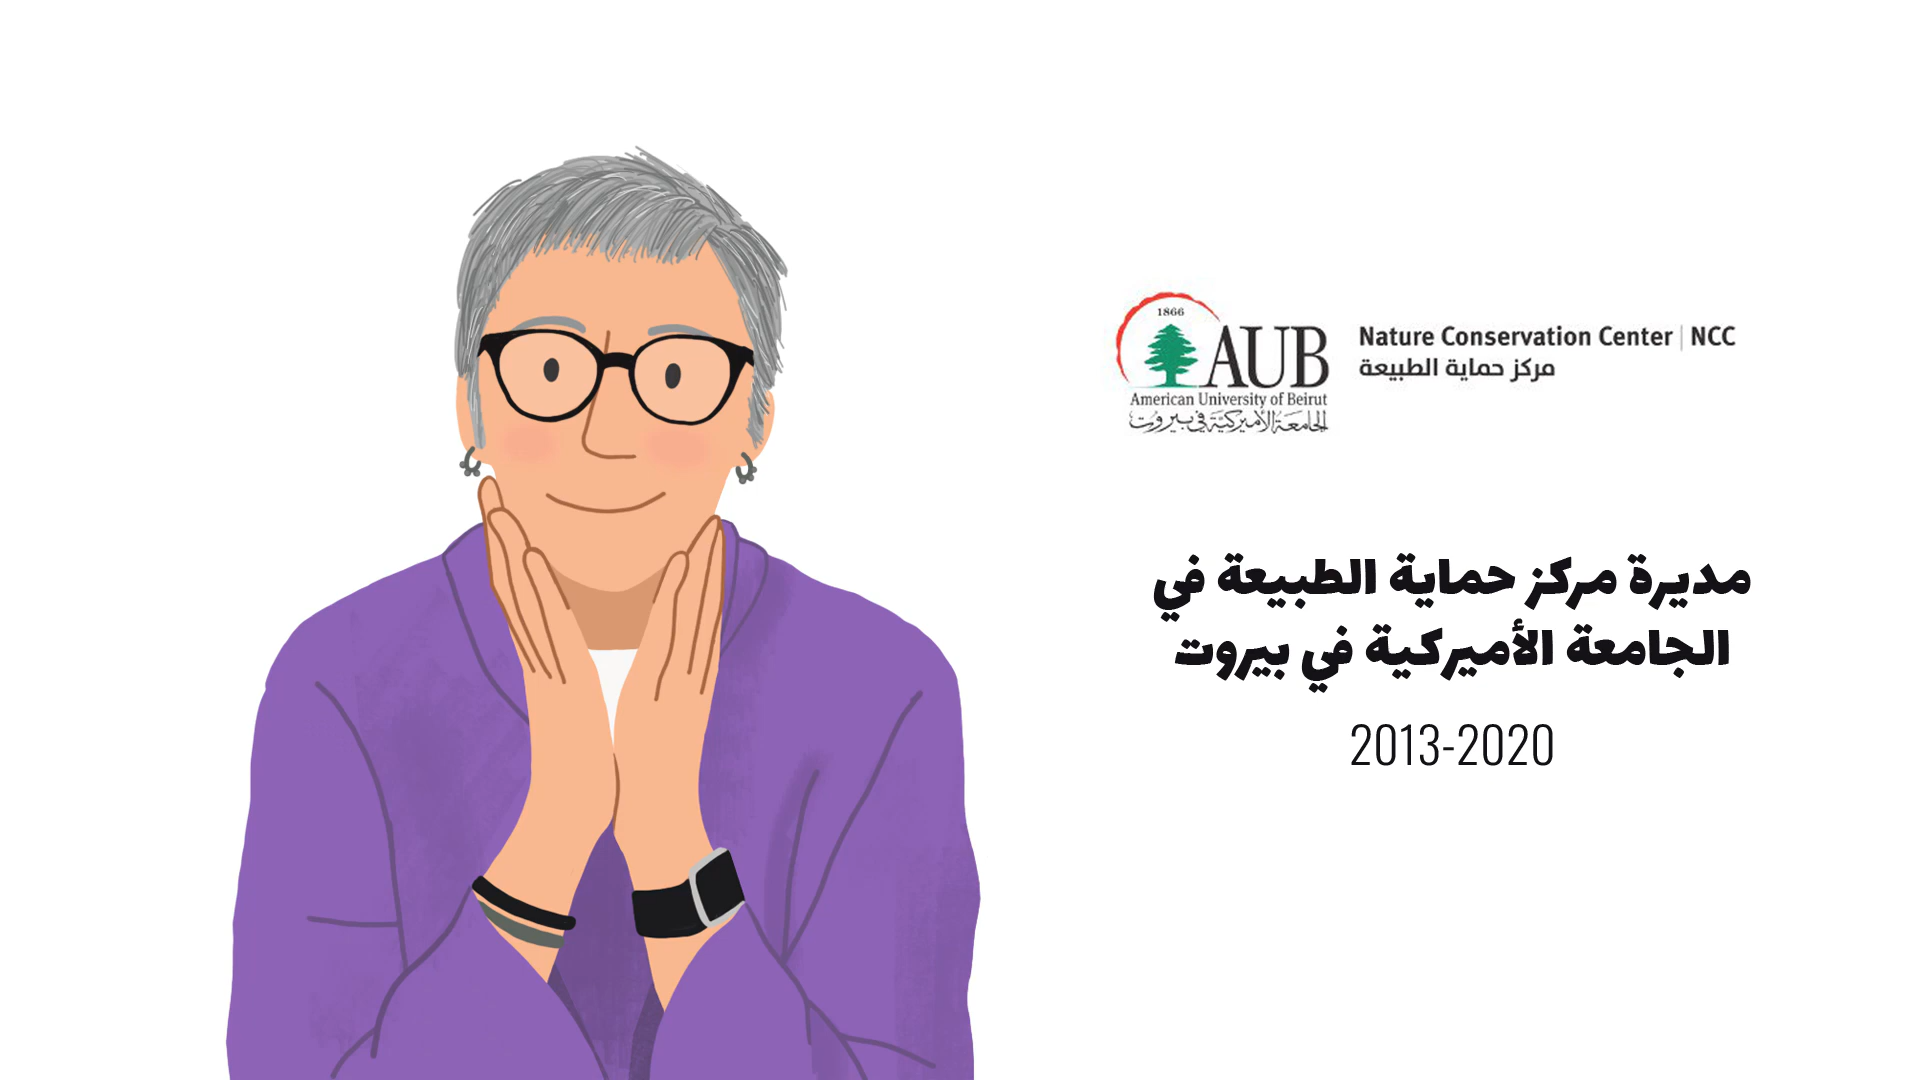 1866
AUB
American University of Beirut
الجامعة الأميركية في بيروت
Nature Conservation Center | NCC
مركز حماية الطبيعة
مديرة مركز حماية الطبيعة في
الجامعة الأميركية في بيروت
2013-2020